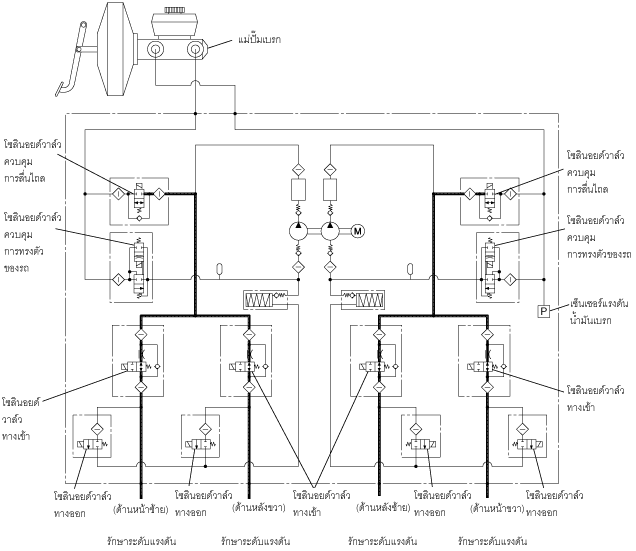 แม่ปั๊มเบรก
โซลินอยด์วาล์ว
ควบคุม
การลื่นไถล
โซลินอยด์วาล์ว
ควบคุม
การลื่นไถล
โซลินอยด์วาล์ว
ควบคุม
การทรงตัว
ของรถ
โซลินอยด์วาล์ว
ควบคุม
การทรงตัวของรถ
M
P
เซ็นเซอร์แรงดัน
น้ำมันเบรก
โซลินอยด์
วาล์ว
ทางเข้า
โซลินอยด์วาล์ว
ทางเข้า
โซลินอยด์วาล์ว
ทางออก
(ด้านหน้าซ้าย)
โซลินอยด์วาล์ว
ทางออก
(ด้านหลังขวา)
โซลินอยด์วาล์ว
ทางเข้า
(ด้านหลังซ้าย)
โซลินอยด์วาล์ว
ทางออก
(ด้านหน้าขวา)
โซลินอยด์วาล์ว
ทางออก
รักษาระดับแรงดัน
รักษาระดับแรงดัน
รักษาระดับแรงดัน
รักษาระดับแรงดัน